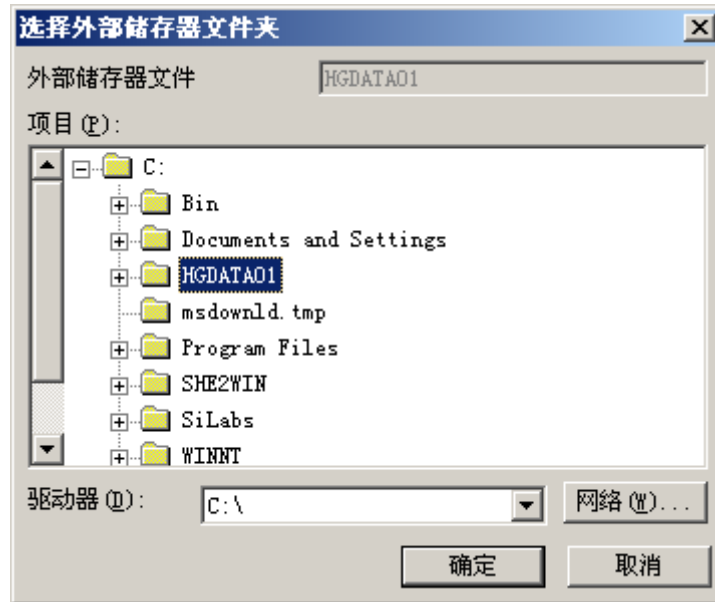 选择外部储存器文件夹
外部储存器文件 HGDATA01
项目(P):
C:
Bin
Documents and Settings
HGDATA01
msdownld.tmp
Program Files
SHE2WIN
SiLabs
WINNT
驱动器(D): C:\ 网络(W)...
确定 取消